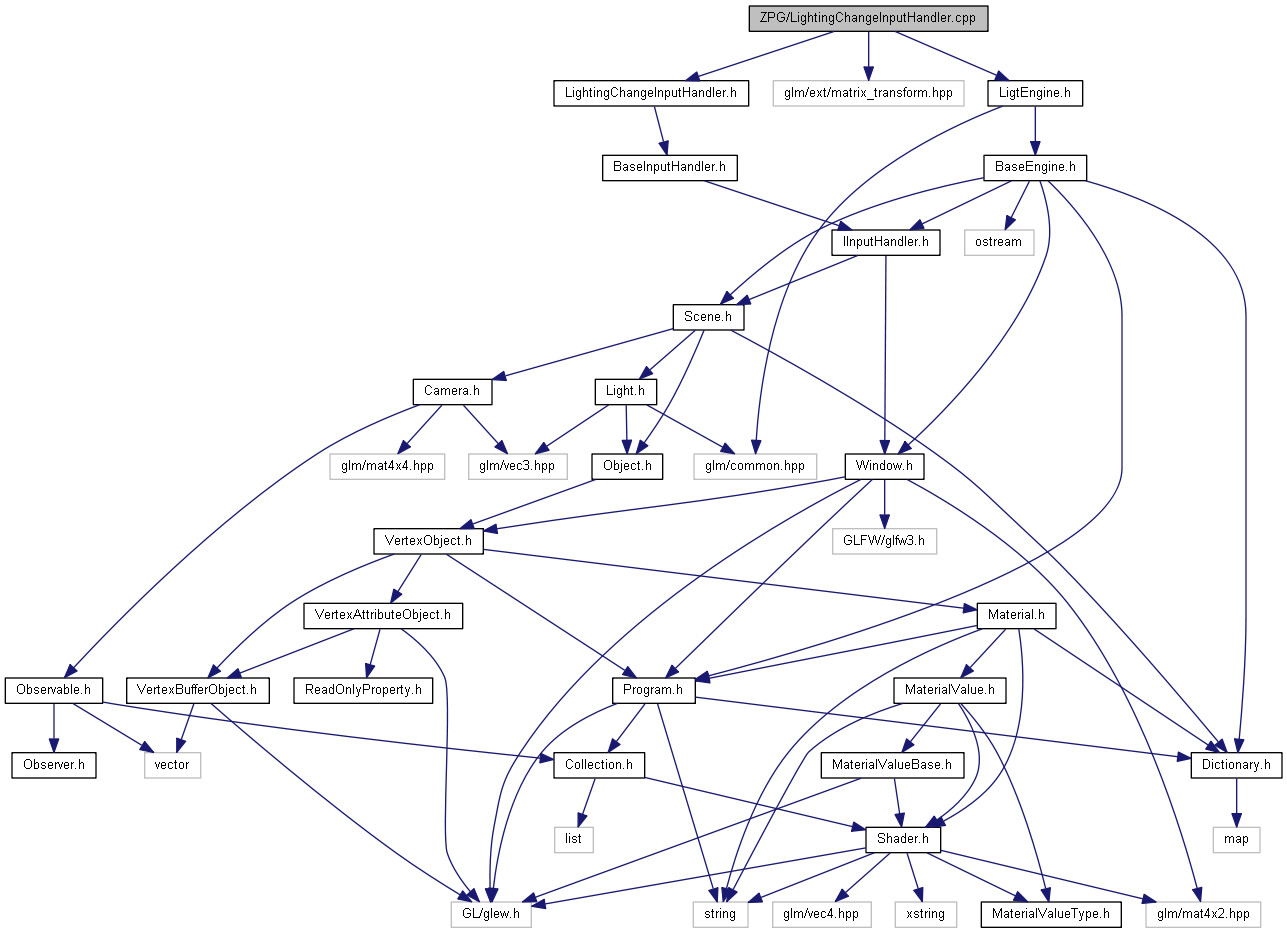 ZPG/LightingChangeInputHandler.cpp
LightingChangeInputHandler.h
glm/ext/matrix_transform.hpp
LigtEngine.h
BaseInputHandler.h
BaseEngine.h
IInputHandler.h
ostream
Scene.h
Camera.h
Light.h
glm/mat4x4.hpp
glm/vec3.hpp
Object.h
glm/common.hpp
Window.h
VertexObject.h
GLFW/glfw3.h
VertexAttributeObject.h
Material.h
Observable.h
VertexBufferObject.h
ReadOnlyProperty.h
Program.h
MaterialValue.h
Observer.h
vector
Collection.h
MaterialValueBase.h
Dictionary.h
list
Shader.h
map
GL/glew.h
string
glm/vec4.hpp
xstring
MaterialValueType.h
glm/mat4x2.hpp